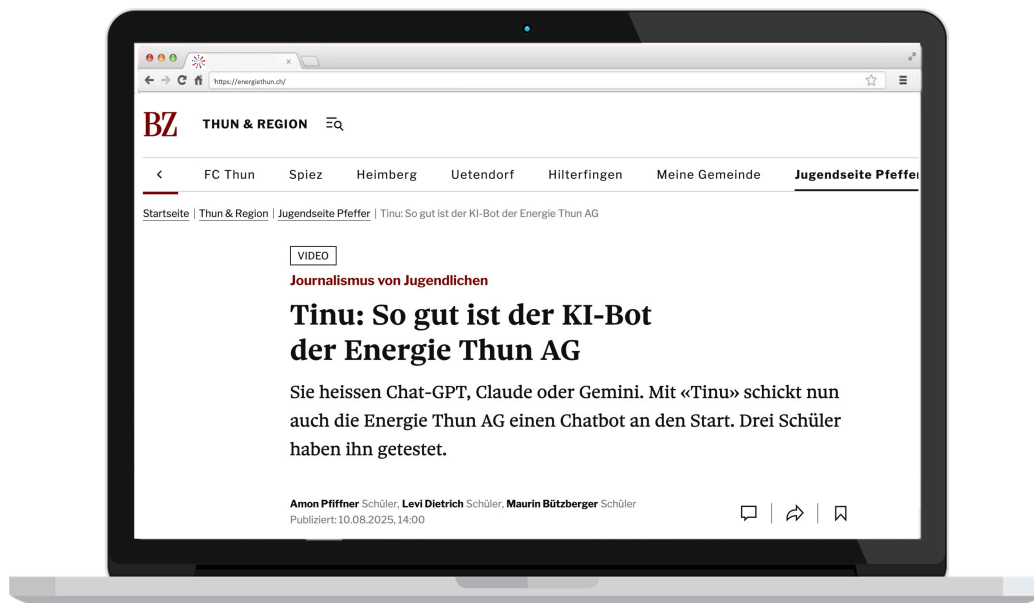 'https://energiethun.ch/
BZ THUN & REGION
FC Thun Spiez Heimberg Uetendorf Hilterfingen Meine Gemeinde Jugendseite Pfeffer
Startseite | Thun & Region | Jugendseite Pfeffer | Tinu: So gut ist der KI-Bot der Energie Thun AG
VIDEO
Journalismus von Jugendlichen
Tinu: So gut ist der KI-Bot
der Energie Thun AG
Sie heissen Chat-GPT, Claude oder Gemini. Mit «Tinu» schickt nun
auch die Energie Thun AG einen Chatbot an den Start. Drei Schüler
haben ihn getestet.
Amon Pfiffner Schüler, Levi Dietrich Schüler, Maurin Bützberger Schüler
Publiziert: 10.08.2025, 14:00